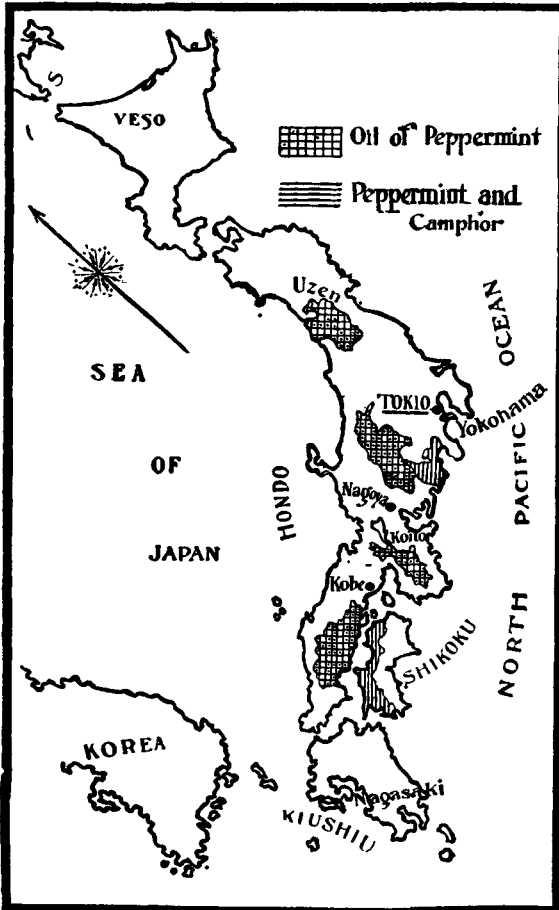 S
YESO
Oil of Peppermint
Peppermint and
Camphor
Uzen
SEA
OF
JAPAN
TOKIO
Yokohama
NORTH PACIFIC OCEAN
HONDO
Nagoya
Kobe
SHIKOKU
KOREA
Nagasaki
KIUSHIU